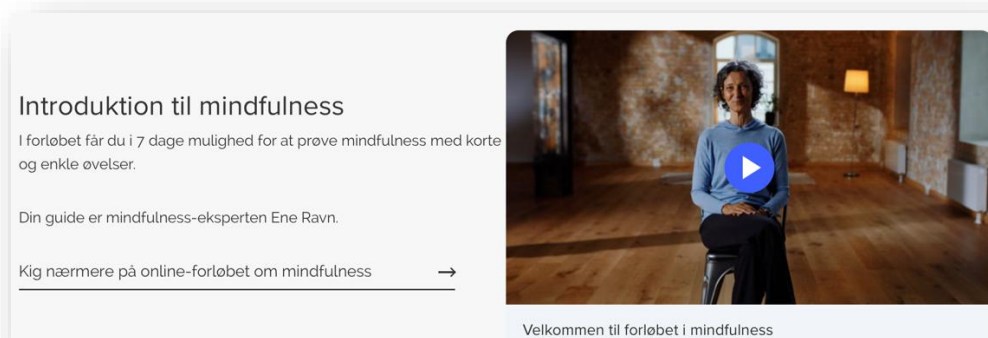 Introduktion til mindfulness
I forløbet får du i 7 dage mulighed for at prøve mindfulness med korte
og enkle øvelser.
Din guide er mindfulness-eksperten Ene Ravn.
Kig nærmere på online-forløbet om mindfulness
Velkommen til forløbet i mindfulness